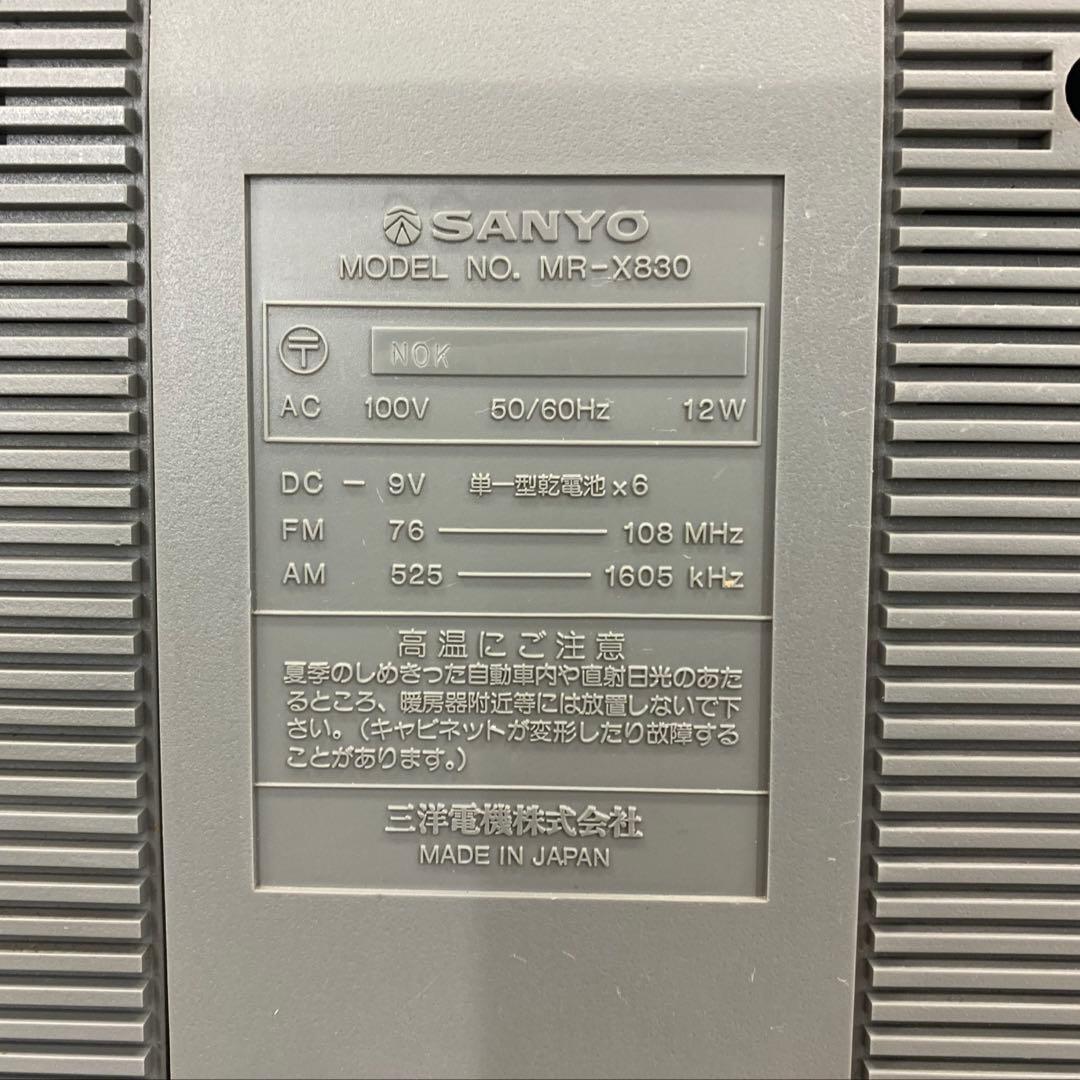 SANYO
MODEL NO. MR-X830
〒 NOK
AC 100V 50/60Hz 12W
DC - 9V 単一型乾電池×6
FM 76 — 108 MHz
AM 525 — 1605 kHz
高温にご注意
夏季のしめきった自動車内や直射日光のあた
るところ、暖房器附近等には放置しないで下
さい。(キャビネットが変形したり故障する
ことがあります。)
三洋電機株式会社
MADE IN JAPAN